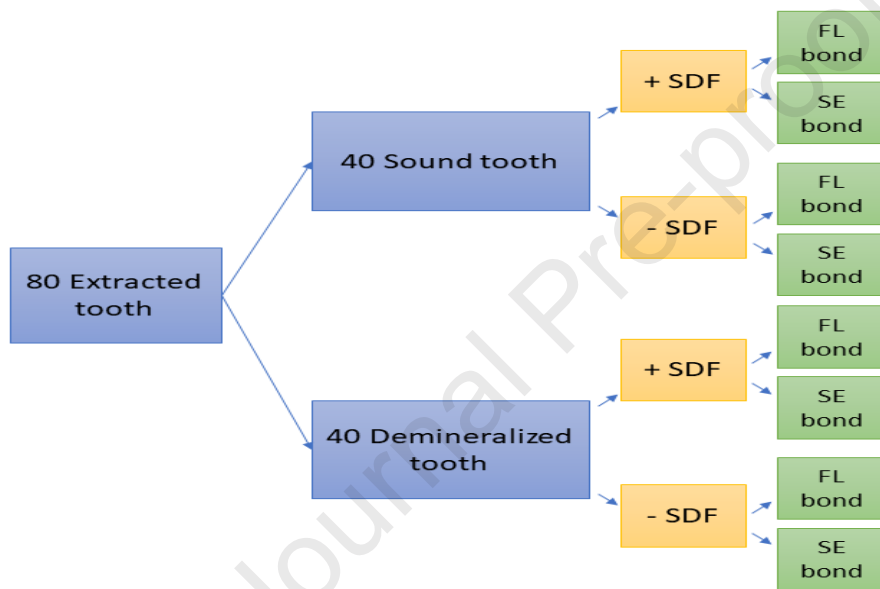 80 Extracted
tooth
40 Sound tooth
+ SDF
FL
bond
SE
bond
- SDF
FL
bond
SE
bond
40 Demineralized
tooth
+ SDF
FL
bond
SE
bond
- SDF
FL
bond
SE
bond
Journal Pre-proof